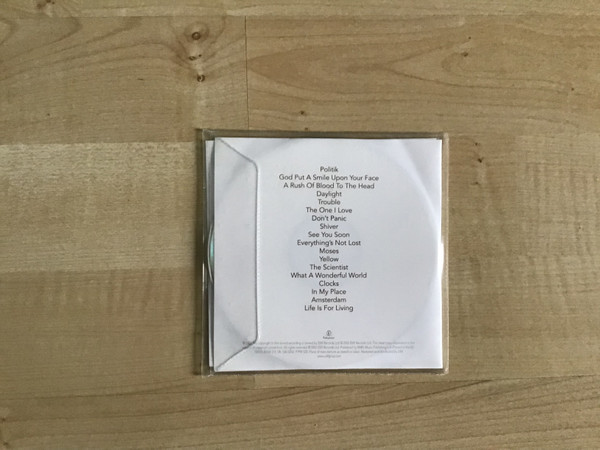 Politik
God Put A Smile Upon Your Face
A Rush Of Blood To The Head
Daylight
Trouble
The One I Love
Don't Panic
Shiver
See You Soon
Everything's Not Lost
Moses
Yellow
The Scientist
What A Wonderful World
Clocks
In My Place
Amsterdam
Life Is For Living